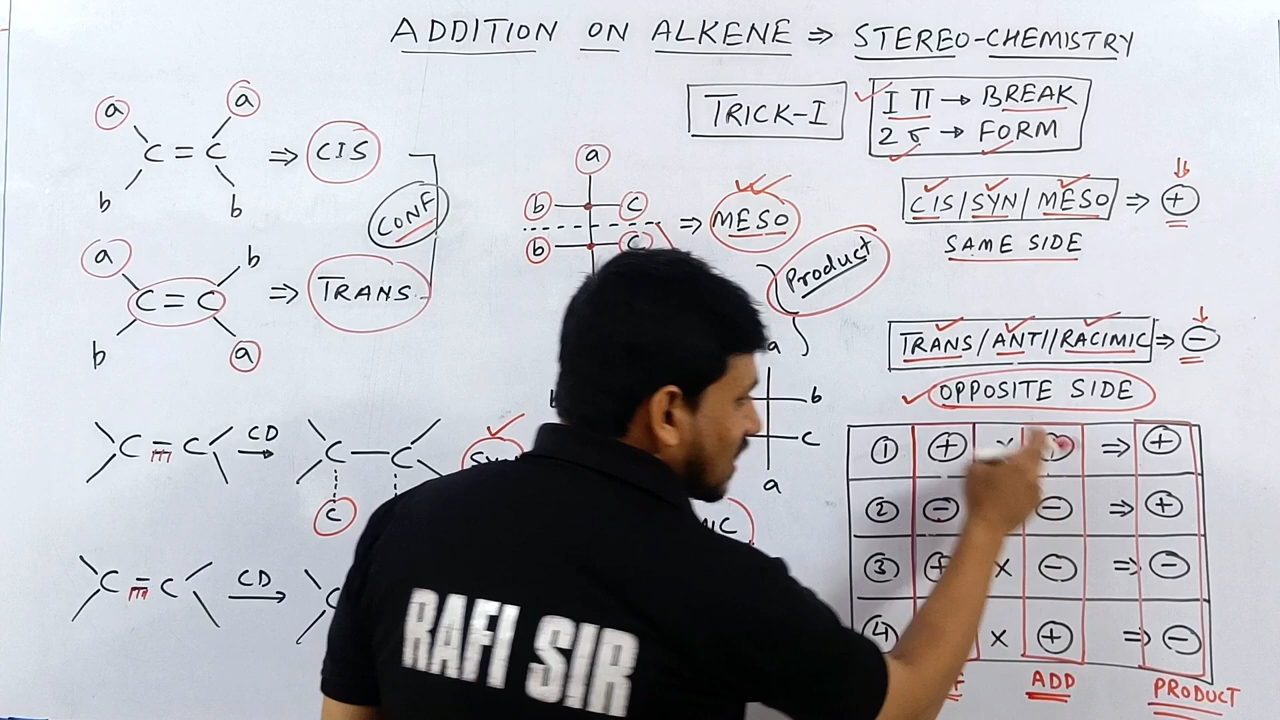 ADDITION ON ALKENE ⇒ STEREO-CHEMISTRY
TRICK-I
1 π → BREAK
2 σ → FORM
a a
C = C ⇒ CIS
b b
CONF
a b
C = C ⇒ TRANS
b a
a
b c
b c
⇒ MESO
Product
CIS/SYN/MESO ⇒ +
SAME SIDE
TRANS/ANTI/RACIMIC ⇒ −
OPPOSITE SIDE
a
b
c
a
C = C CD → C — C
C
C = C CD →
① + ⇒ +
② − − ⇒ +
③ + × − ⇒ −
④ × + ⇒ −
ADD
PRODUCT
RAFI SIR